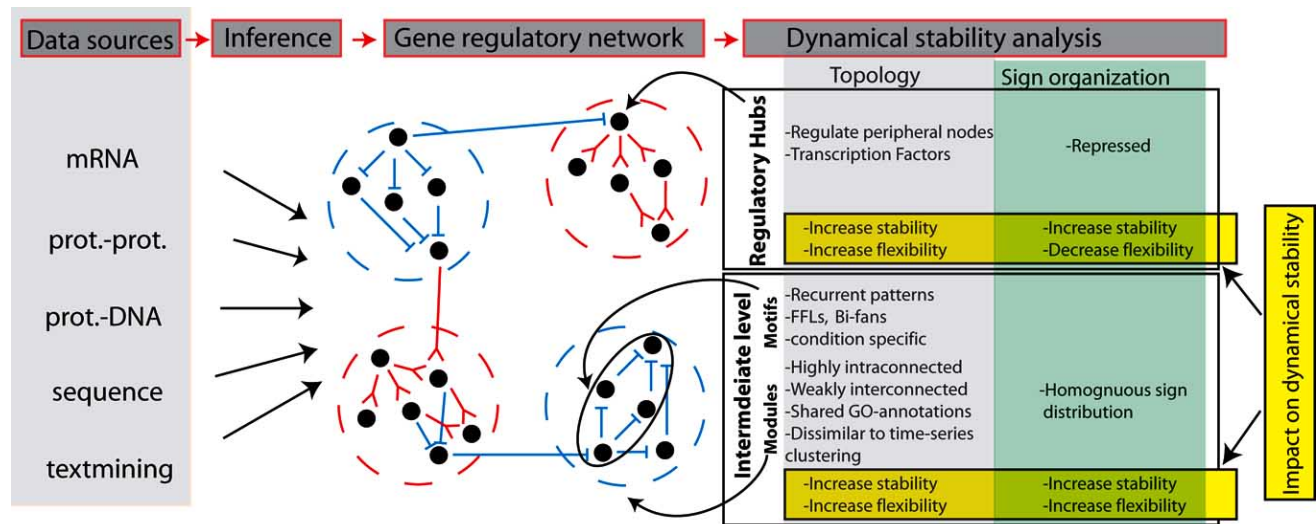 Data sources
Inference
Gene regulatory network
Dynamical stability analysis
mRNA
prot.-prot.
prot.-DNA
sequence
textmining
Topology
Sign organization
Regulatory Hubs
-Regulate peripheral nodes
-Transcription Factors
-Repressed
-Increase stability
-Increase flexibility
-Increase stability
-Decrease flexibility
Intermdeiate level
Motifs
-Recurrent patterns
-FFLs, Bi-fans
-condition specific
Modules
-Highly intraconnected
-Weakly interconnected
-Shared GO-annotations
-Dissimilar to time-series
clustering
-Homognuous sign
distribution
-Increase stability
-Increase flexibility
-Increase stability
-Increase flexibility
Impact on dynamical stability